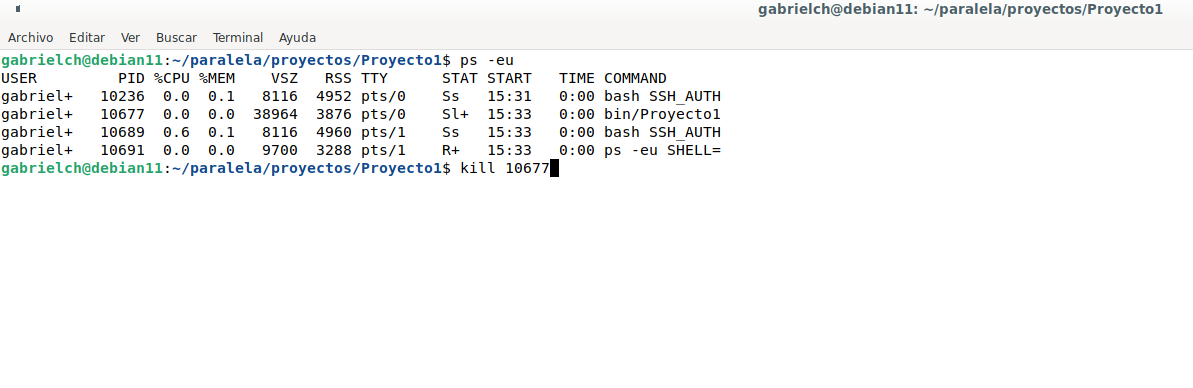 gabrielch@debian11: ~/paralela/proyectos/Proyecto1
Archivo Editar Ver Buscar Terminal Ayuda
gabrielch@debian11:~/paralela/proyectos/Proyecto1$ ps -eu
USER         PID %CPU %MEM    VSZ   RSS TTY      STAT START   TIME COMMAND
gabriel+   10236  0.0  0.1   8116  4952 pts/0    Ss   15:31   0:00 bash SSH_AUTH
gabriel+   10677  0.0  0.0  38964  3876 pts/0    Sl+  15:33   0:00 bin/Proyecto1
gabriel+   10689  0.6  0.1   8116  4960 pts/1    Ss   15:33   0:00 bash SSH_AUTH
gabriel+   10691  0.0  0.0   9700  3288 pts/1    R+   15:33   0:00 ps -eu SHELL=
gabrielch@debian11:~/paralela/proyectos/Proyecto1$ kill 10677